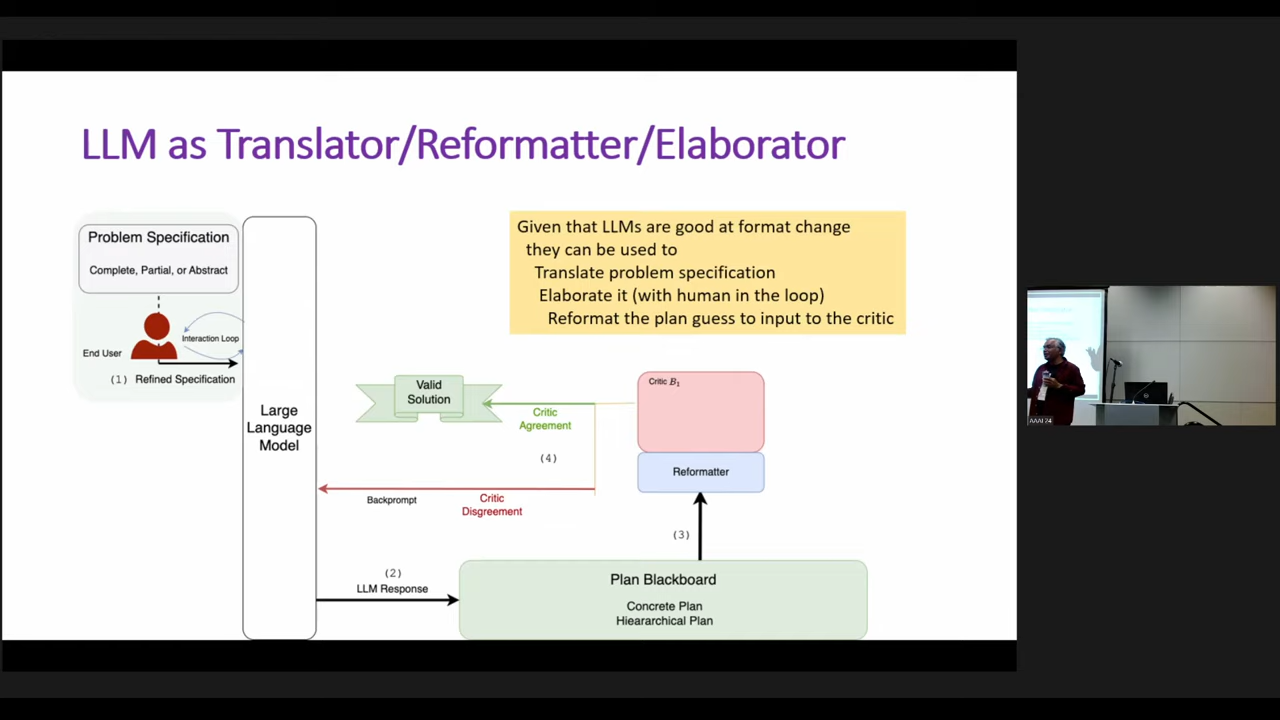 LLM as Translator/Reformatter/Elaborator
Problem Specification
Complete, Partial, or Abstract
End User
Interaction Loop
(1) Refined Specification
Large
Language
Model
Given that LLMs are good at format change
they can be used to
Translate problem specification
Elaborate it (with human in the loop)
Reformat the plan guess to input to the critic
Valid
Solution
Critic
Agreement
(4)
Backprompt
Critic
Disgreement
Critic B₁
Reformatter
(3)
(2)
LLM Response
Plan Blackboard
Concrete Plan
Hieararchical Plan
AAAI 24